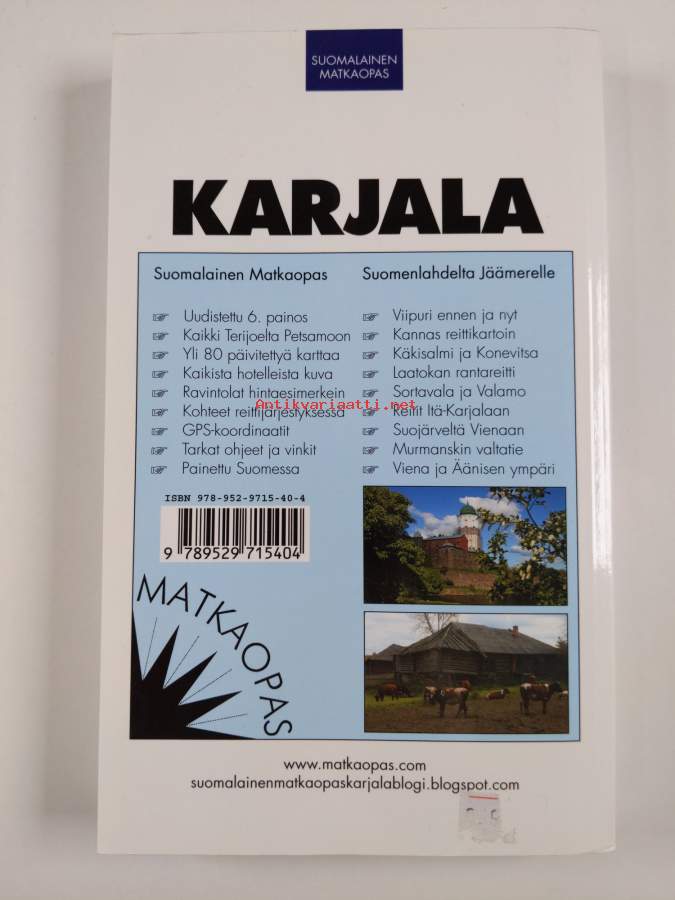 SUOMALAINEN
MATKAOPAS
KARJALA
Suomalainen Matkaopas
Uudistettu 6. painos
Kaikki Terijoelta Petsamoon
Yli 80 päivitettyä karttaa
Kaikista hotelleista kuva
Ravintolat hintaesimerkein
Kohteet reittijärjestyksessä
GPS-koordinaatit
Tarkat ohjeet ja vinkit
Painettu Suomessa
Suomenlahdelta Jäämerelle
Viipuri ennen ja nyt
Kannas reittikartoin
Käkisalmi ja Konevitsa
Laatokan rantareitti
Sortavala ja Valamo
Reitit Itä-Karjalaan
Suojärveltä Vienaan
Murmanskin valtatie
Viena ja Äänisen ympäri
Antikvariaatti.net
ISBN 978-952-9715-40-4
9 789529 715404
MATKAOPAS
www.matkaopas.com
suomalainenmatkaopaskarjalablogi.blogspot.com